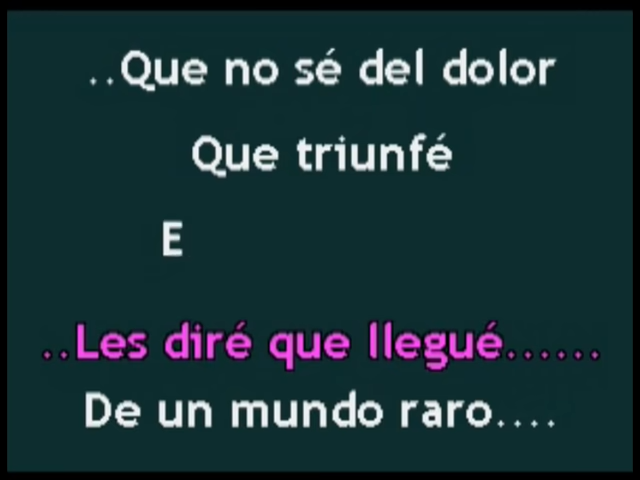 ..Que no sé del dolor
Que triunfé
E
..Les diré que llegué......
De un mundo raro....